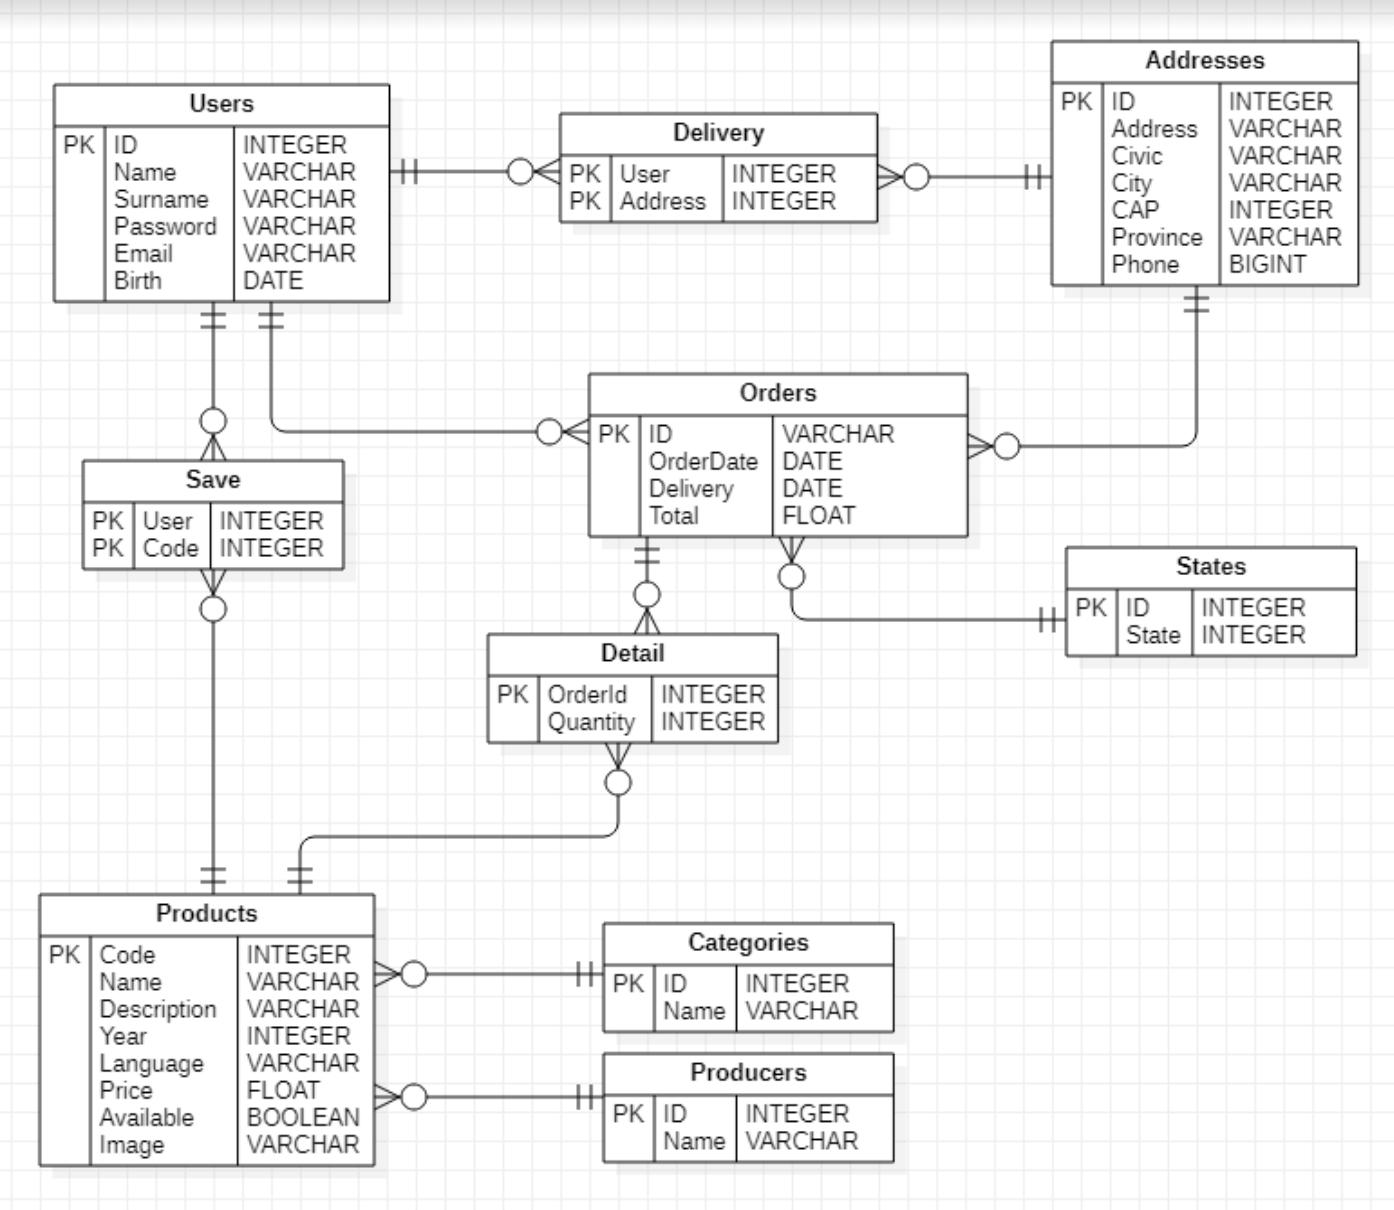 Users
PK ID INTEGER
Name VARCHAR
Surname VARCHAR
Password VARCHAR
Email VARCHAR
Birth DATE
Delivery
PK User INTEGER
PK Address INTEGER
Addresses
PK ID INTEGER
Address VARCHAR
Civic VARCHAR
City VARCHAR
CAP INTEGER
Province VARCHAR
Phone BIGINT
Orders
PK ID VARCHAR
OrderDate DATE
Delivery DATE
Total FLOAT
Save
PK User INTEGER
PK Code INTEGER
States
PK ID INTEGER
State INTEGER
Detail
PK OrderId INTEGER
Quantity INTEGER
Products
PK Code INTEGER
Name VARCHAR
Description VARCHAR
Year INTEGER
Language VARCHAR
Price FLOAT
Available BOOLEAN
Image VARCHAR
Categories
PK ID INTEGER
Name VARCHAR
Producers
PK ID INTEGER
Name VARCHAR